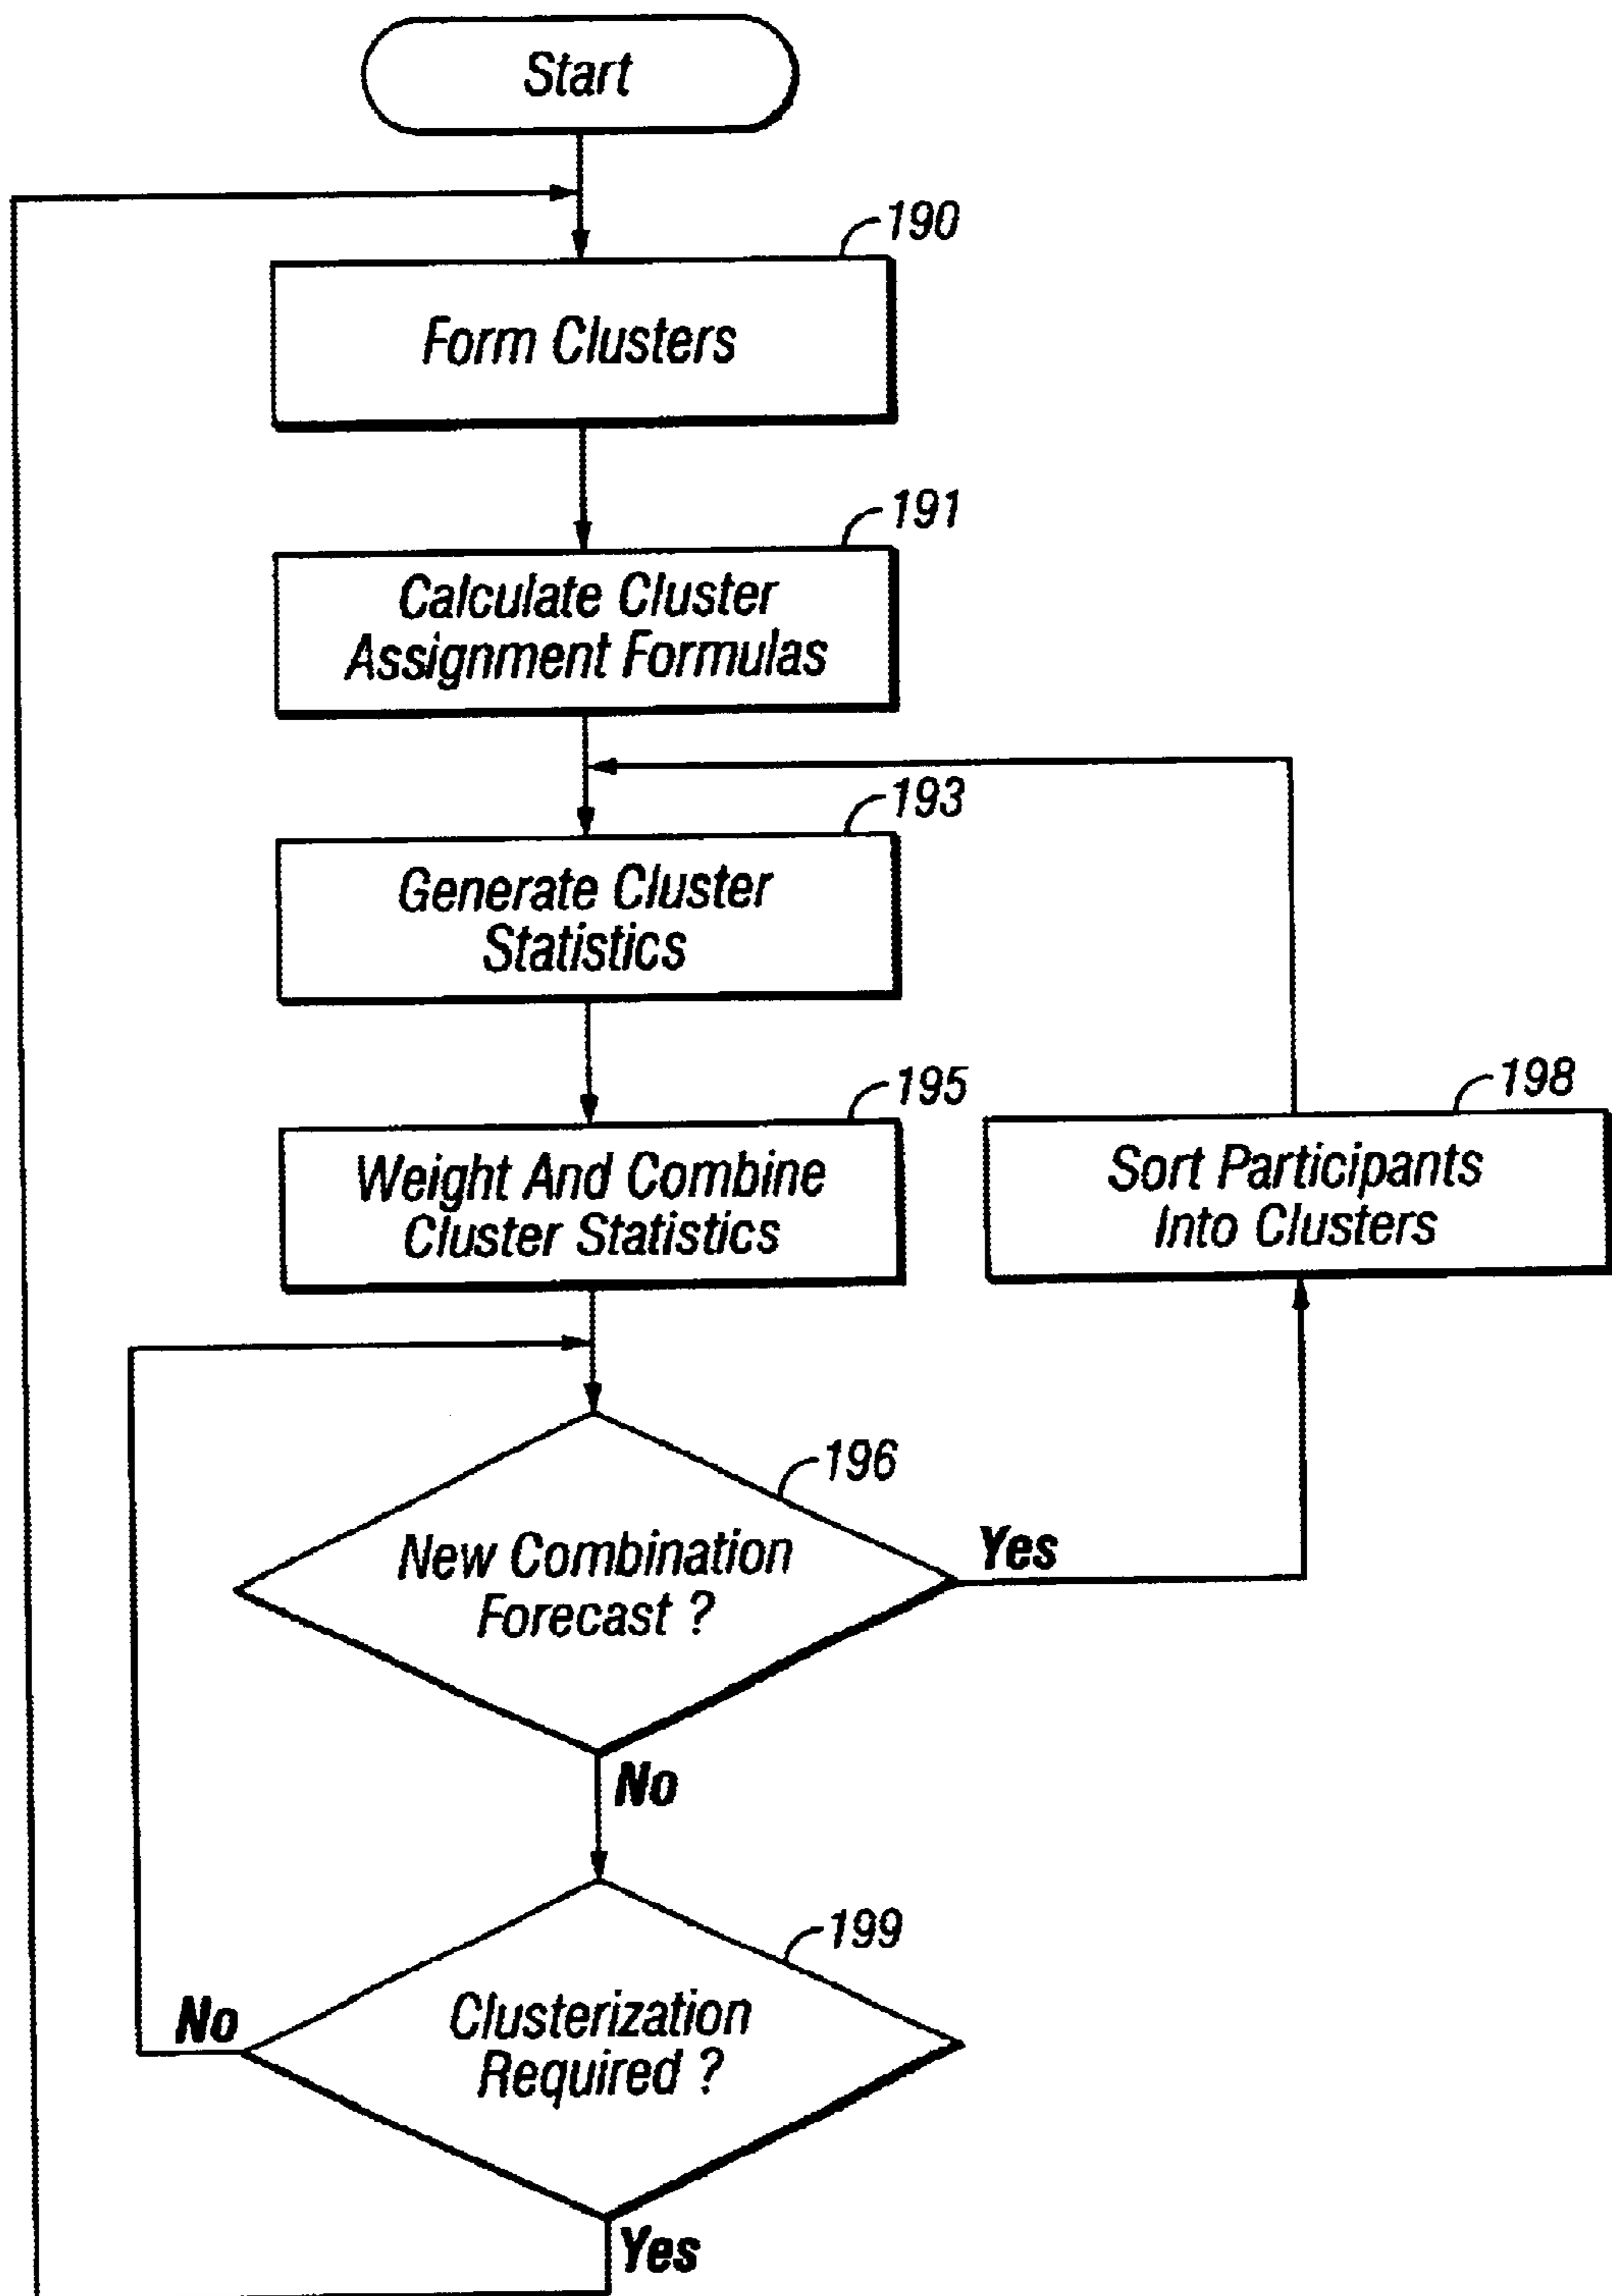 Start
190
Form Clusters
191
Calculate Cluster
Assignment Formulas
193
Generate Cluster
Statistics
195
Weight And Combine
Cluster Statistics
198
Sort Participants
Into Clusters
196
New Combination
Forecast ?
Yes
No
199
Clusterization
Required ?
No
Yes